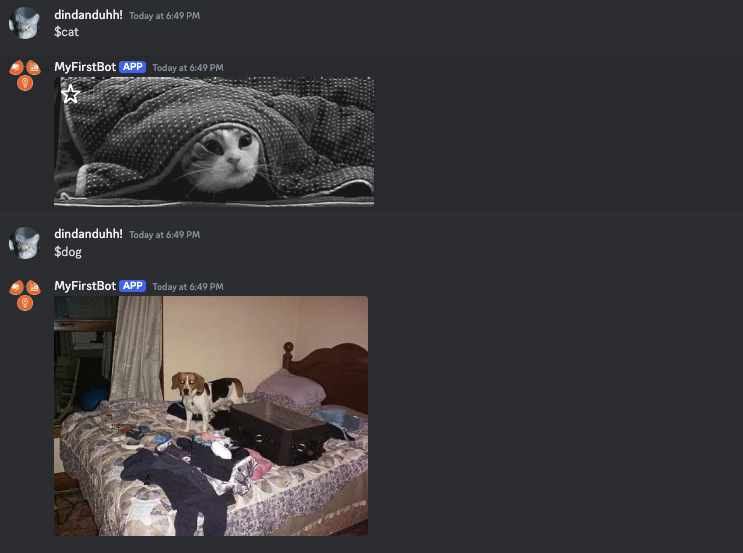 dindanduhh! Today at 6:49 PM
$cat
MyFirstBot APP Today at 6:49 PM
dindanduhh! Today at 6:49 PM
$dog
MyFirstBot APP Today at 6:49 PM